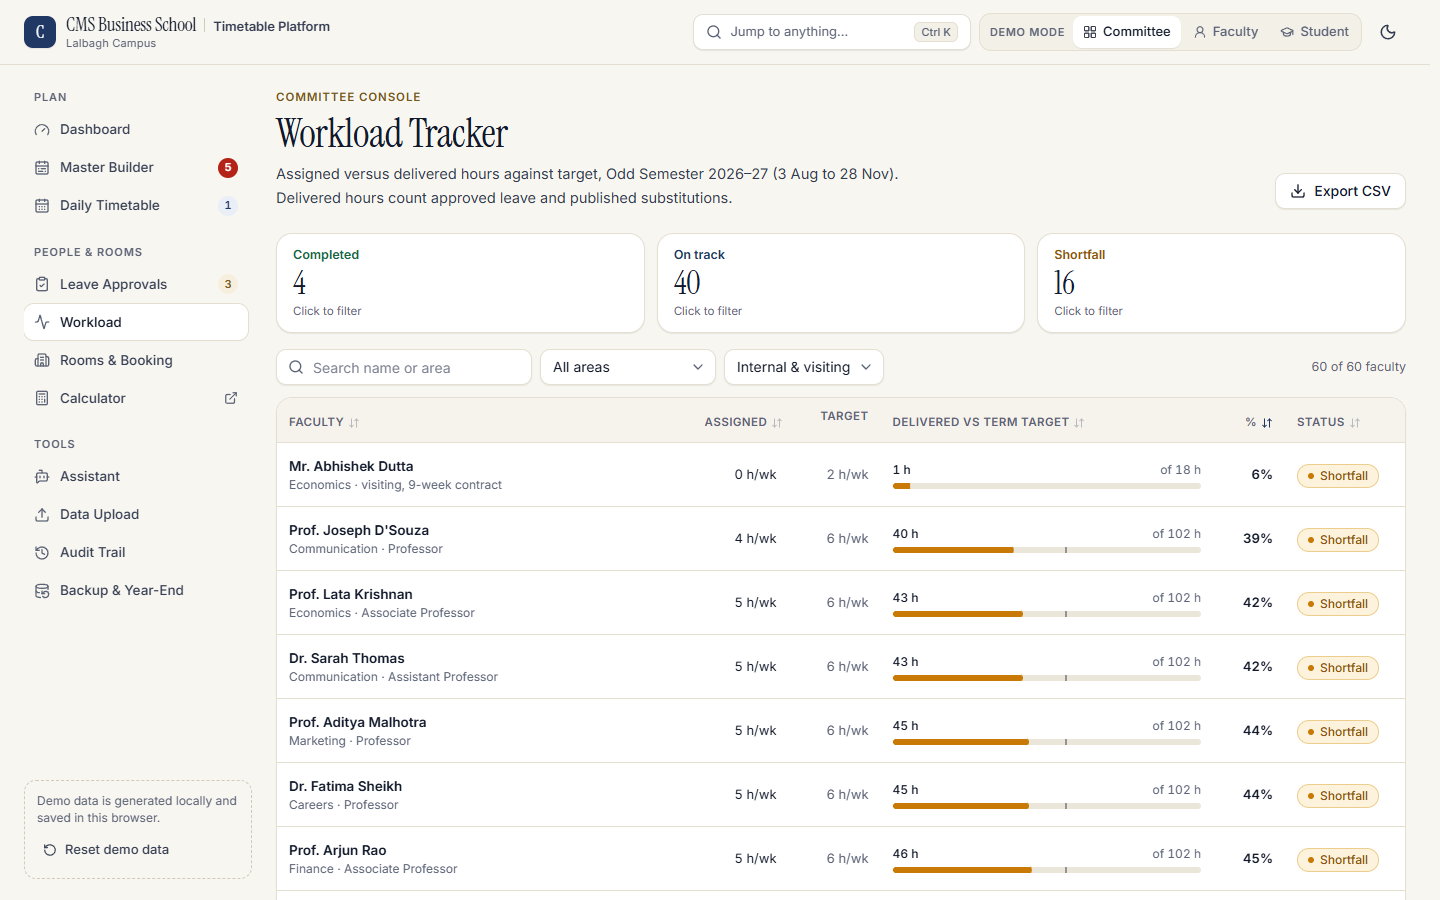 C
CMS Business School
Timetable Platform
Lalbagh Campus
Jump to anything...
Ctrl K
DEMO MODE
Committee
Faculty
Student
PLAN
Dashboard
Master Builder
5
Daily Timetable
1
PEOPLE & ROOMS
Leave Approvals
3
Workload
Rooms & Booking
Calculator
TOOLS
Assistant
Data Upload
Audit Trail
Backup & Year-End
Demo data is generated locally and
saved in this browser.
Reset demo data
COMMITTEE CONSOLE
Workload Tracker
Assigned versus delivered hours against target, Odd Semester 2026–27 (3 Aug to 28 Nov).
Delivered hours count approved leave and published substitutions.
Export CSV
Completed
4
Click to filter
On track
40
Click to filter
Shortfall
16
Click to filter
Search name or area
All areas
Internal & visiting
60 of 60 faculty
FACULTY ASSIGNED TARGET DELIVERED VS TERM TARGET % STATUS
Mr. Abhishek Dutta
Economics · visiting, 9-week contract
0 h/wk 2 h/wk 1 h of 18 h 6% Shortfall
Prof. Joseph D'Souza
Communication · Professor
4 h/wk 6 h/wk 40 h of 102 h 39% Shortfall
Prof. Lata Krishnan
Economics · Associate Professor
5 h/wk 6 h/wk 43 h of 102 h 42% Shortfall
Dr. Sarah Thomas
Communication · Assistant Professor
5 h/wk 6 h/wk 43 h of 102 h 42% Shortfall
Prof. Aditya Malhotra
Marketing · Professor
5 h/wk 6 h/wk 45 h of 102 h 44% Shortfall
Dr. Fatima Sheikh
Careers · Professor
5 h/wk 6 h/wk 45 h of 102 h 44% Shortfall
Prof. Arjun Rao
Finance · Associate Professor
5 h/wk 6 h/wk 46 h of 102 h 45% Shortfall